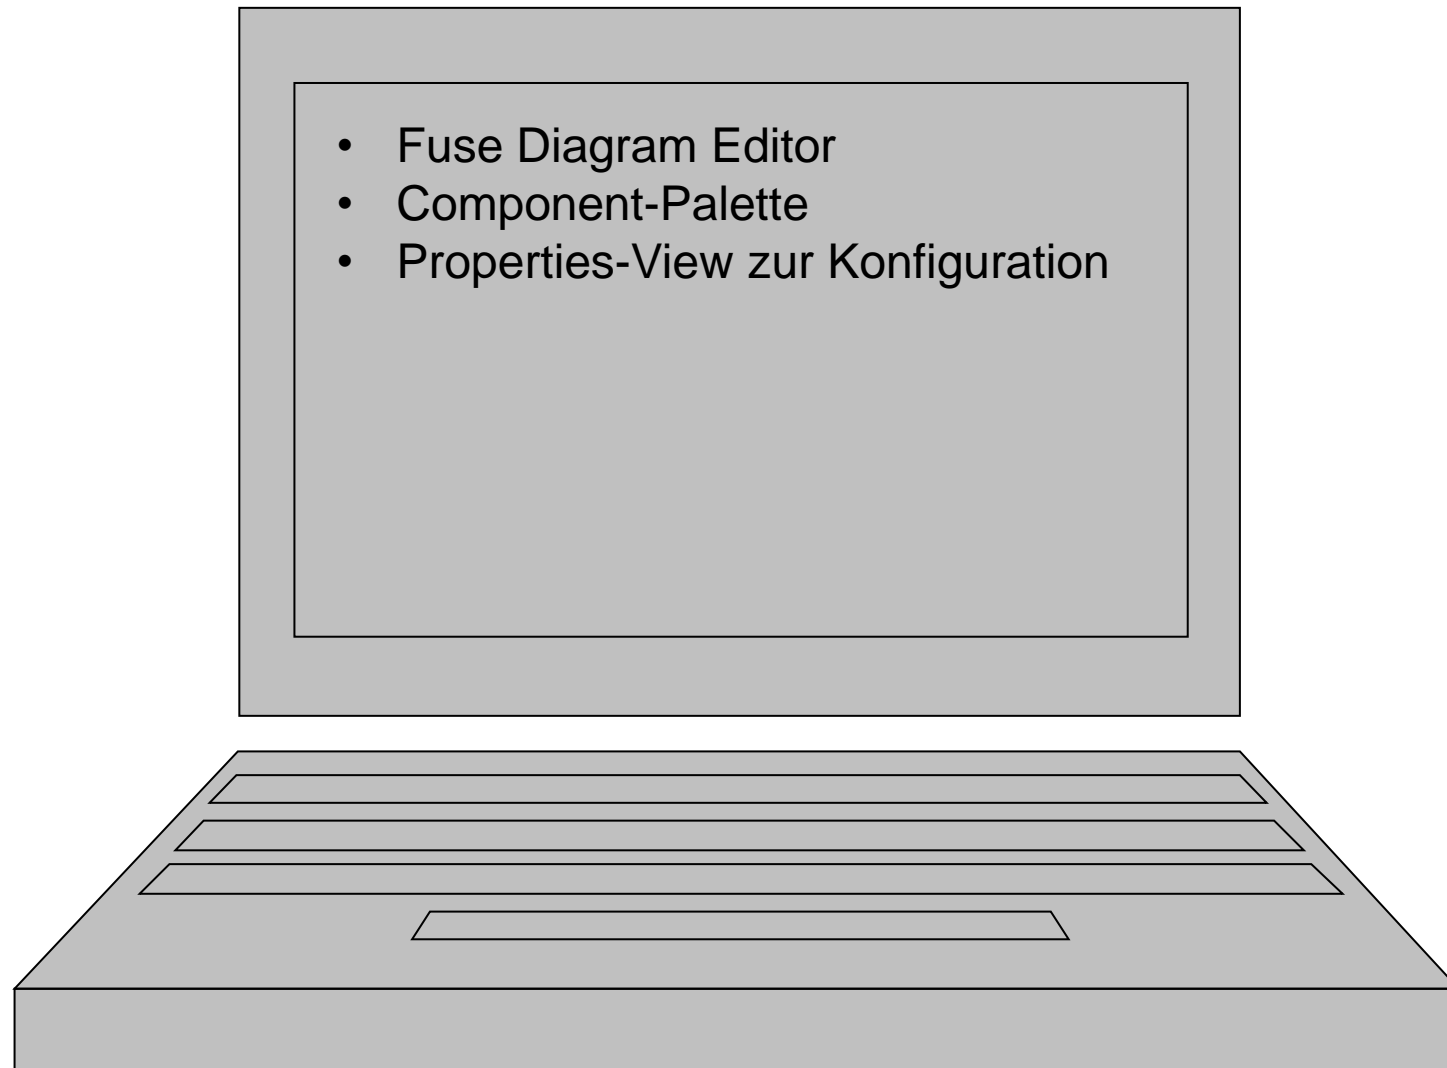 • Fuse Diagram Editor
• Component-Palette
• Properties-View zur Konfiguration